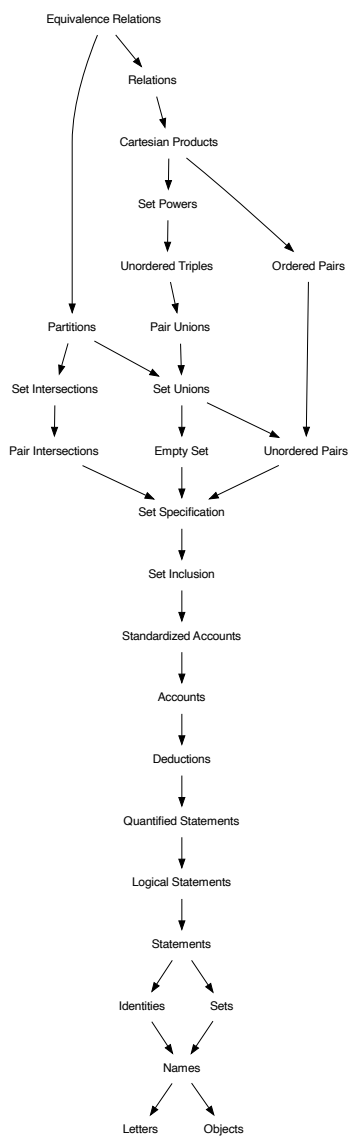 Equivalence Relations
Relations
Cartesian Products
Set Powers
Unordered Triples
Ordered Pairs
Partitions
Pair Unions
Set Intersections
Set Unions
Pair Intersections
Empty Set
Unordered Pairs
Set Specification
Set Inclusion
Standardized Accounts
Accounts
Deductions
Quantified Statements
Logical Statements
Statements
Identities
Sets
Names
Letters
Objects